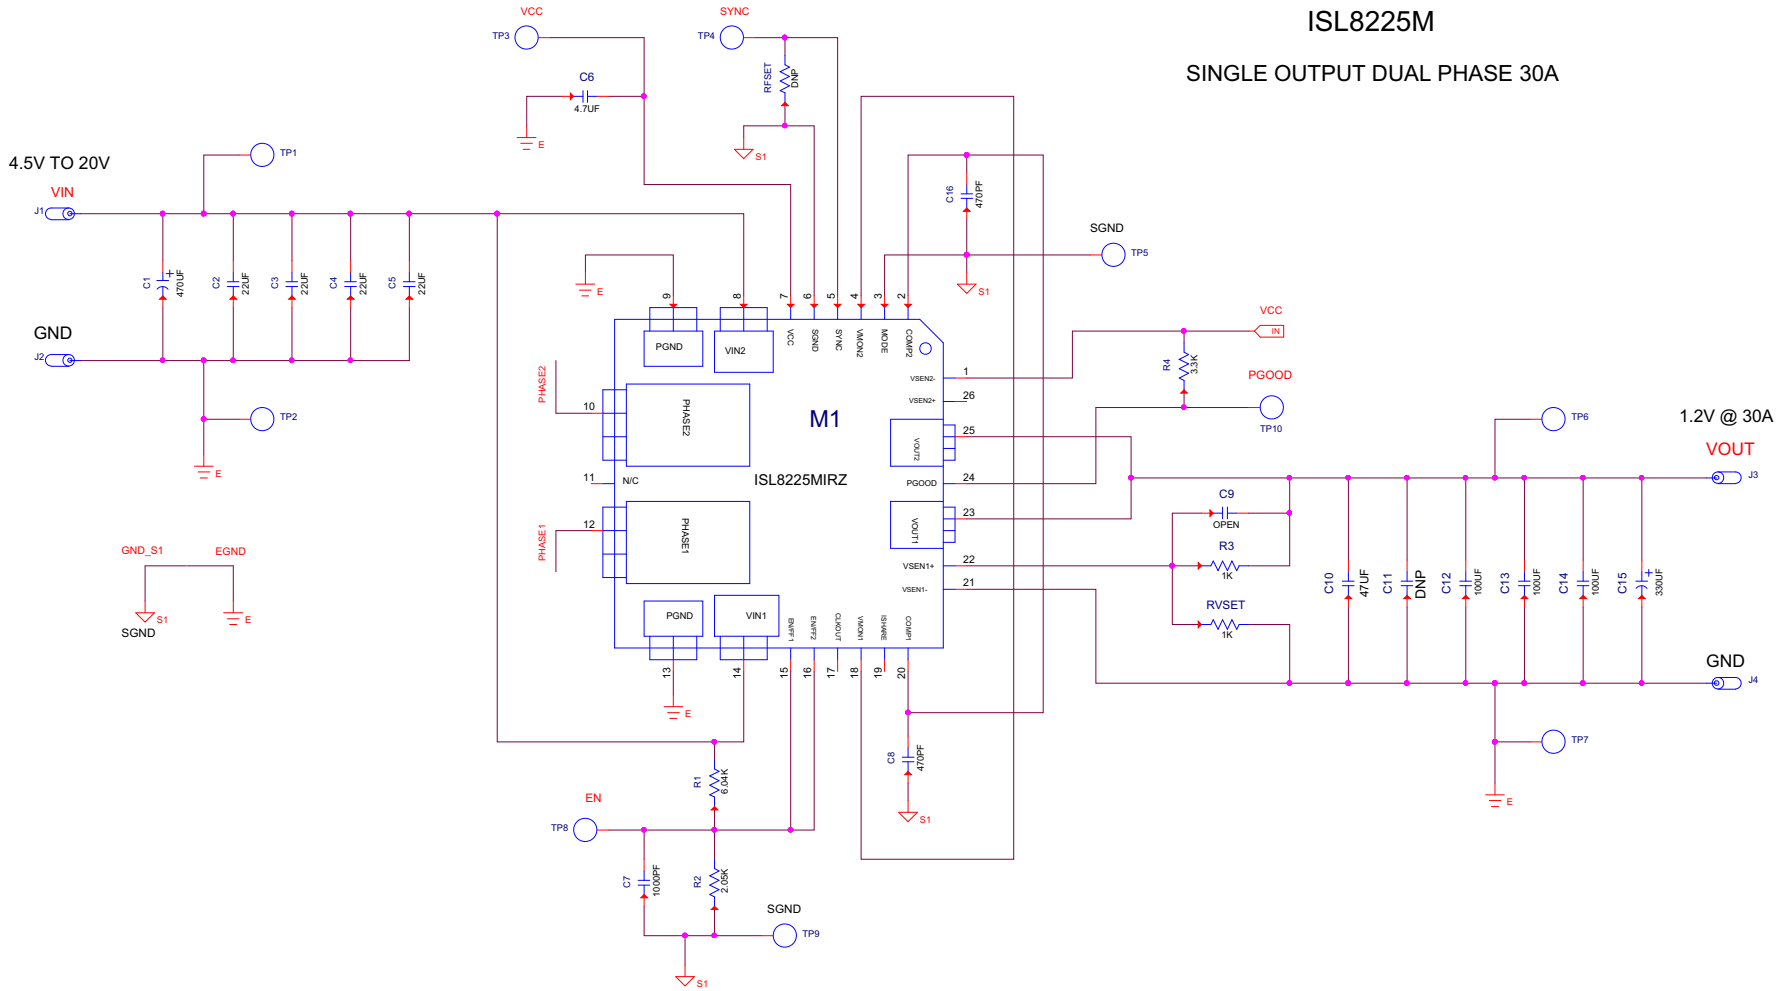 ISL8225M
SINGLE OUTPUT DUAL PHASE 30A
VCC
TP3
SYNC
TP4
RFSET
DNP
C6
4.7UF
E
S1
4.5V TO 20V
VIN
J1
TP1
C1
+
470UF
C2
22UF
C3
22UF
C4
22UF
C5
22UF
GND
J2
TP2
E
C16
470PF
SGND
TP5
S1
E
9
8
7
6
5
4
3
2
PGND
VIN2
VCC
SGND
SYNC
VMON2
MODE
COMP2
VCC
IN
R4
3.3K
PGOOD
TP10
PHASE2
10
PHASE2
M1
ISL8225MIRZ
11
N/C
PHASE1
12
PHASE1
VSEN2-
1
VSEN2+
26
VOUT2
25
PGOOD
24
VOUT1
23
VSEN1+
22
VSEN1-
21
PGND
VIN1
EN/FF1
EN/FF2
CLKOUT
VMON1
ISHARE
COMP1
13
14
15
16
17
18
19
20
E
GND_S1
EGND
S1
E
SGND
TP6
1.2V @ 30A
VOUT
J3
C9
OPEN
R3
1K
RVSET
1K
C10
47UF
C11
DNP
C12
100UF
C13
100UF
C14
100UF
C15
+
330UF
GND
J4
TP7
E
R1
6.04K
C8
470PF
S1
EN
TP8
C7
1000PF
R2
2.05K
SGND
TP9
S1